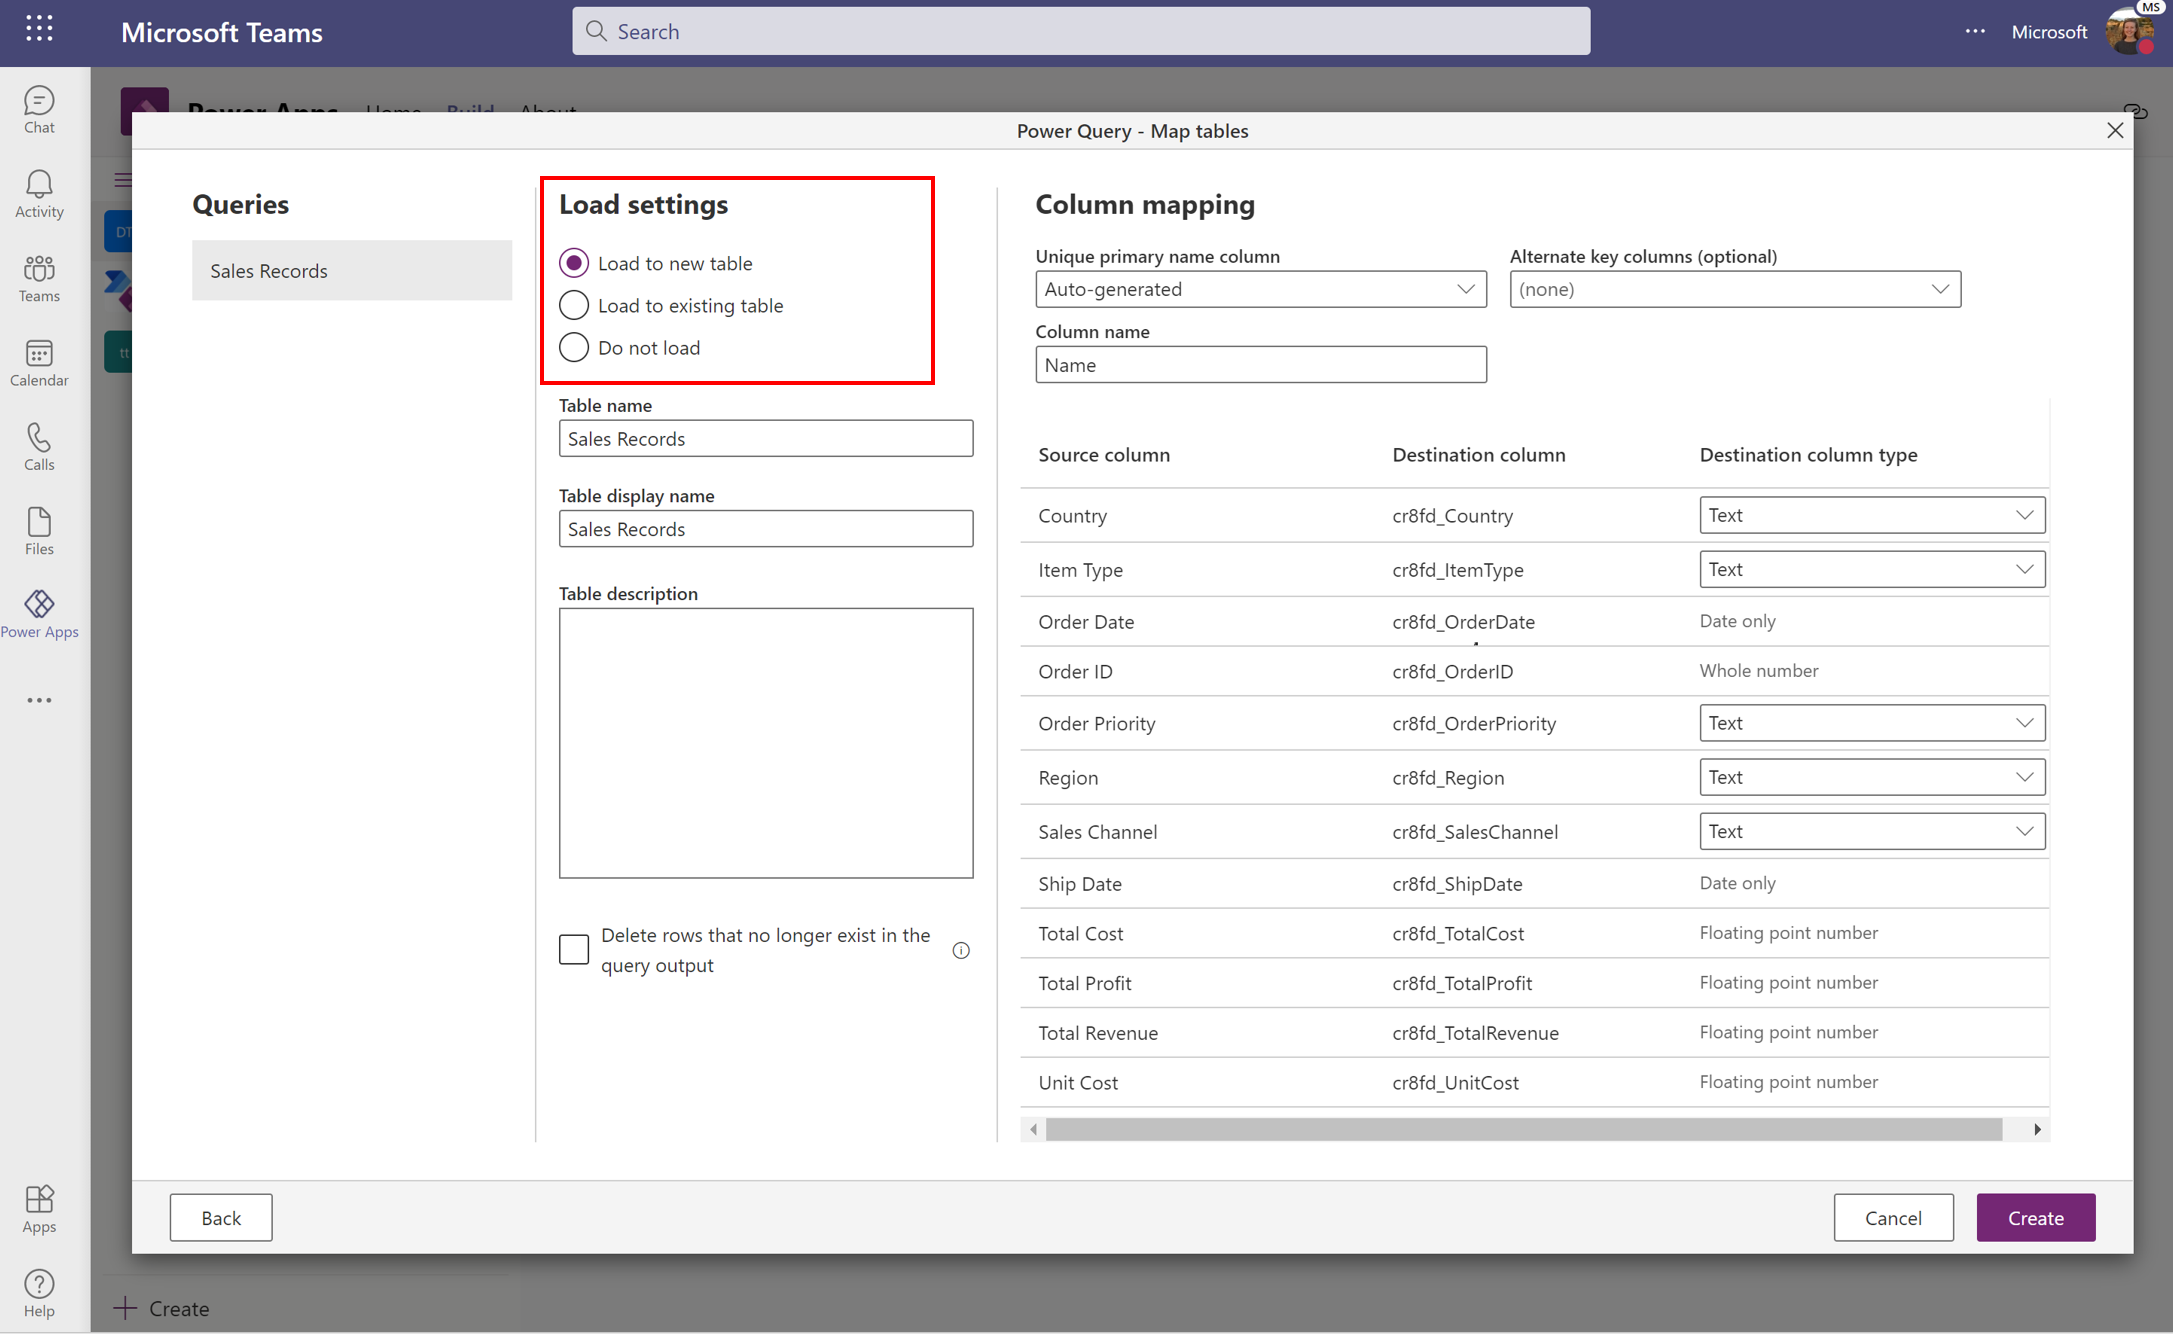 Microsoft Teams
Search
Microsoft
MS
Chat
Activity
Teams
Calendar
Calls
Files
Power Apps
Apps
Help
Power Apps Home Build About
DT
tt
Power Query - Map tables
Queries
Sales Records
Load settings
Load to new table
Load to existing table
Do not load
Table name
Sales Records
Table display name
Sales Records
Table description
Delete rows that no longer exist in the
query output
Column mapping
Unique primary name column
Auto-generated
Alternate key columns (optional)
(none)
Column name
Name
Source column Destination column Destination column type
Country cr8fd_Country Text
Item Type cr8fd_ItemType Text
Order Date cr8fd_OrderDate Date only
Order ID cr8fd_OrderID Whole number
Order Priority cr8fd_OrderPriority Text
Region cr8fd_Region Text
Sales Channel cr8fd_SalesChannel Text
Ship Date cr8fd_ShipDate Date only
Total Cost cr8fd_TotalCost Floating point number
Total Profit cr8fd_TotalProfit Floating point number
Total Revenue cr8fd_TotalRevenue Floating point number
Unit Cost cr8fd_UnitCost Floating point number
Back
Cancel
Create
Create